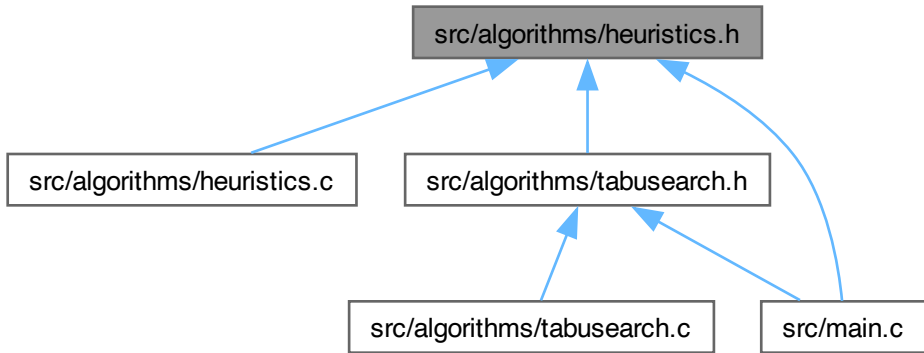 src/algorithms/heuristics.h
src/algorithms/heuristics.c
src/algorithms/tabusearch.h
src/algorithms/tabusearch.c
src/main.c